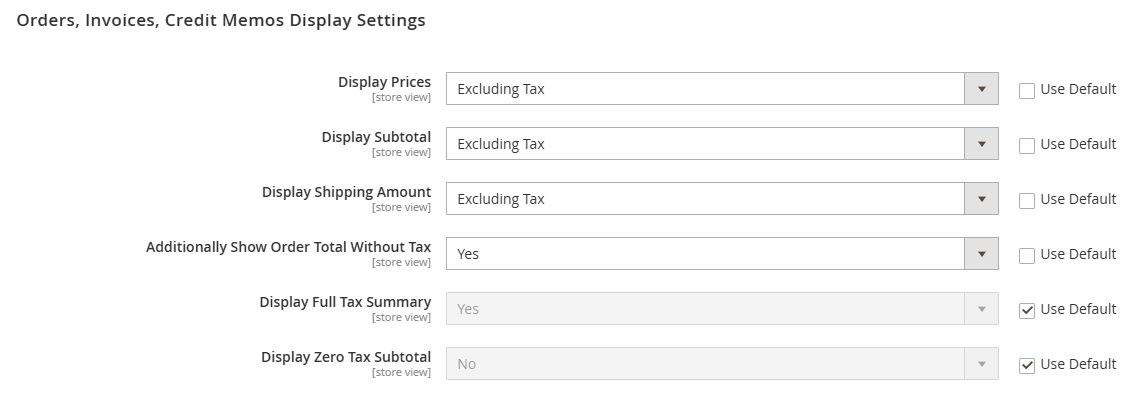 Orders, Invoices, Credit Memos Display Settings
Display Prices
[store view]
Excluding Tax
Use Default
Display Subtotal
[store view]
Excluding Tax
Use Default
Display Shipping Amount
[store view]
Excluding Tax
Use Default
Additionally Show Order Total Without Tax
[store view]
Yes
Use Default
Display Full Tax Summary
[store view]
Yes
Use Default
Display Zero Tax Subtotal
[store view]
No
Use Default